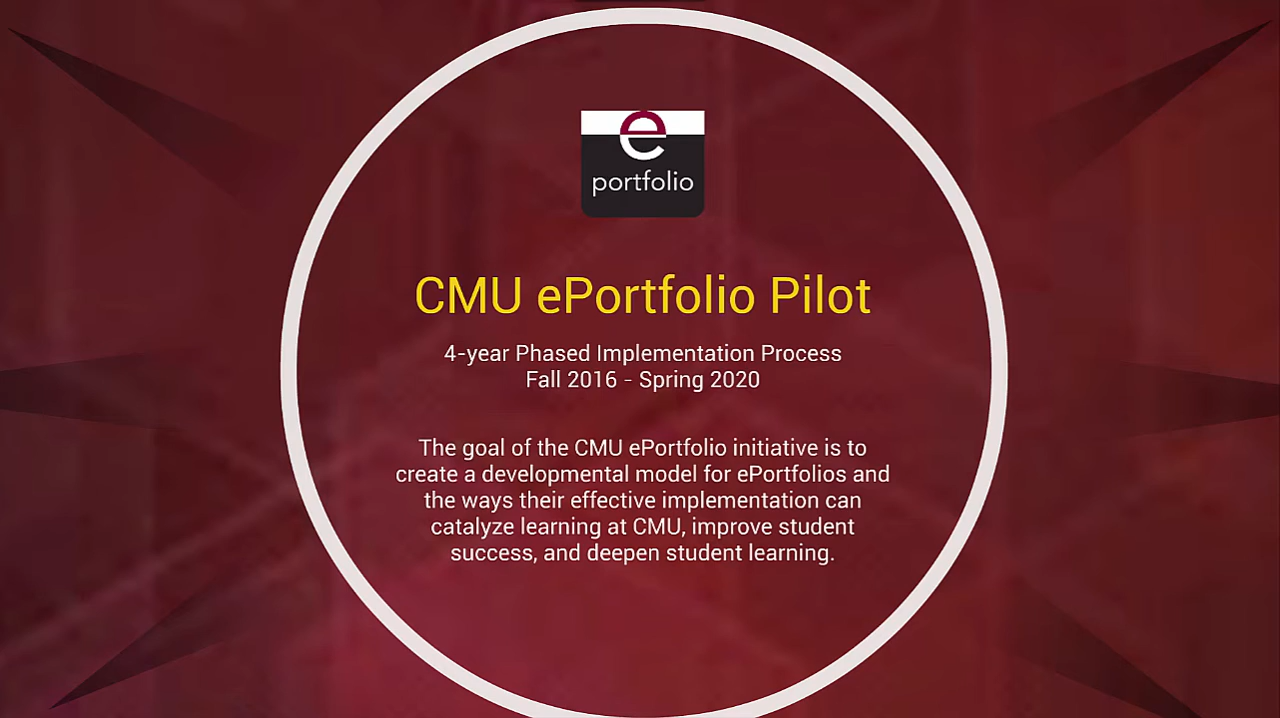 e
portfolio
CMU ePortfolio Pilot
4-year Phased Implementation Process
Fall 2016 - Spring 2020
The goal of the CMU ePortfolio initiative is to
create a developmental model for ePortfolios and
the ways their effective implementation can
catalyze learning at CMU, improve student
success, and deepen student learning.